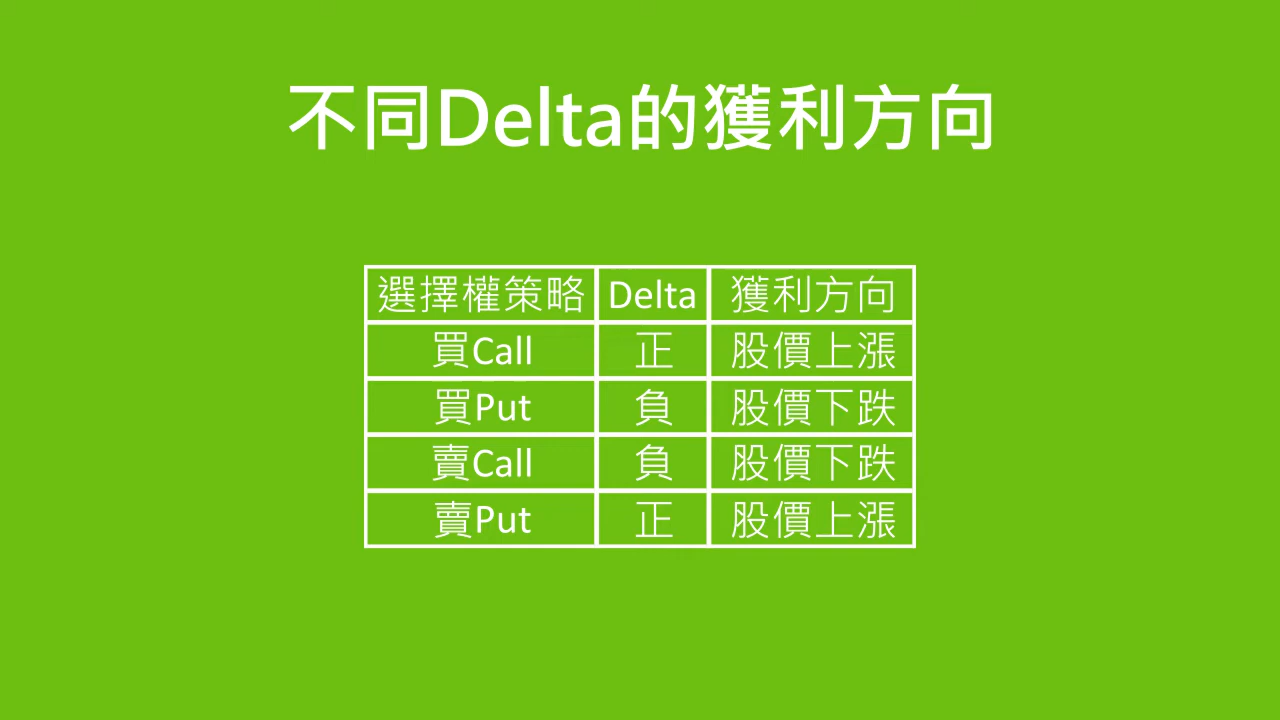 不同Delta的獲利方向
選擇權策略 Delta 獲利方向
買Call 正 股價上漲
買Put 負 股價下跌
賣Call 負 股價下跌
賣Put 正 股價上漲